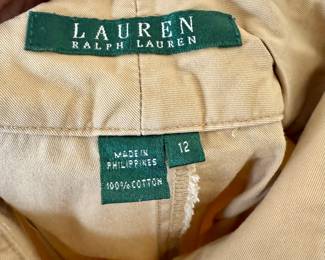 LAUREN
RALPH LAUREN
MADE IN
PHILIPPINES
100% COTTON
12